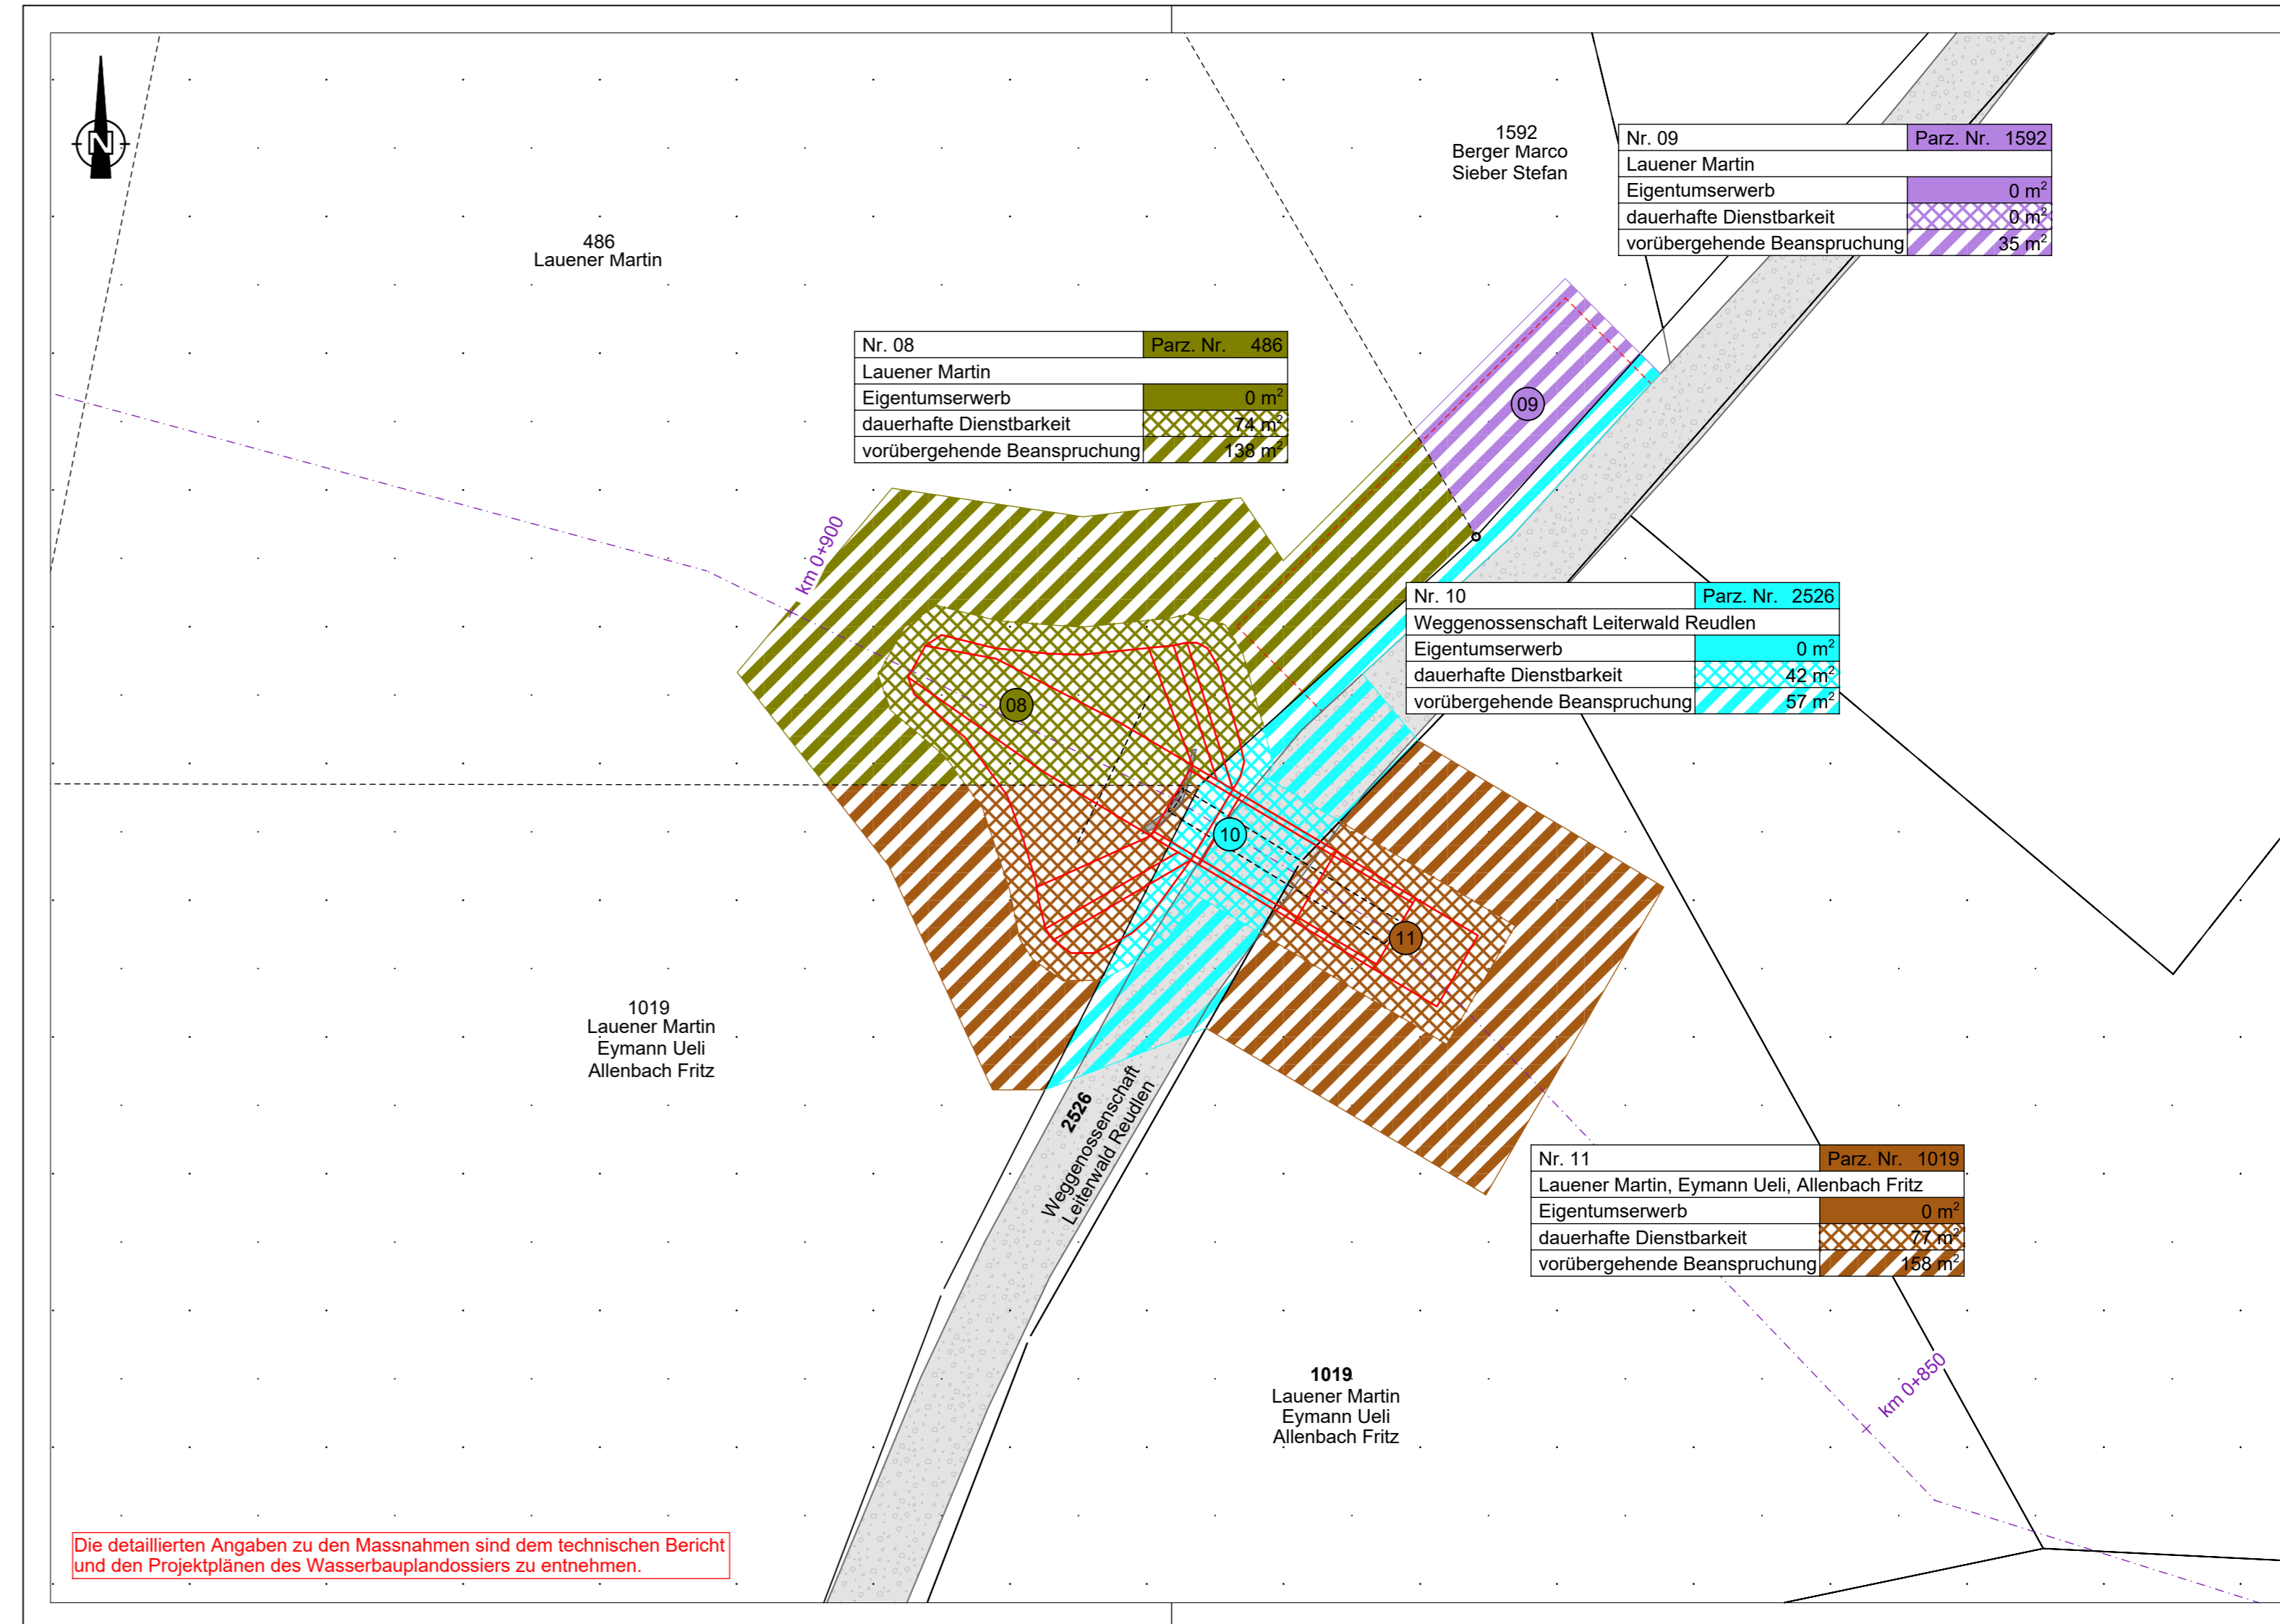 N
1592
Berger Marco
Sieber Stefan
Nr. 09 Parz. Nr. 1592
Lauener Martin
Eigentumserwerb 0 m²
dauerhafte Dienstbarkeit 0 m²
vorübergehende Beanspruchung 35 m²
486
Lauener Martin
Nr. 08 Parz. Nr. 486
Lauener Martin
Eigentumserwerb 0 m²
dauerhafte Dienstbarkeit 74 m²
vorübergehende Beanspruchung 138 m²
09
km 0+900
Nr. 10 Parz. Nr. 2526
Weggenossenschaft Leiterwald Reudlen
Eigentumserwerb 0 m²
dauerhafte Dienstbarkeit 42 m²
vorübergehende Beanspruchung 57 m²
08
10
11
1019
Lauener Martin
Eymann Ueli
Allenbach Fritz
2526
Weggenossenschaft
Leiterwald Reudlen
Nr. 11 Parz. Nr. 1019
Lauener Martin, Eymann Ueli, Allenbach Fritz
Eigentumserwerb 0 m²
dauerhafte Dienstbarkeit 77 m²
vorübergehende Beanspruchung 158 m²
1019
Lauener Martin
Eymann Ueli
Allenbach Fritz
km 0+850
Die detaillierten Angaben zu den Massnahmen sind dem technischen Bericht
und den Projektplänen des Wasserbauplandossiers zu entnehmen.